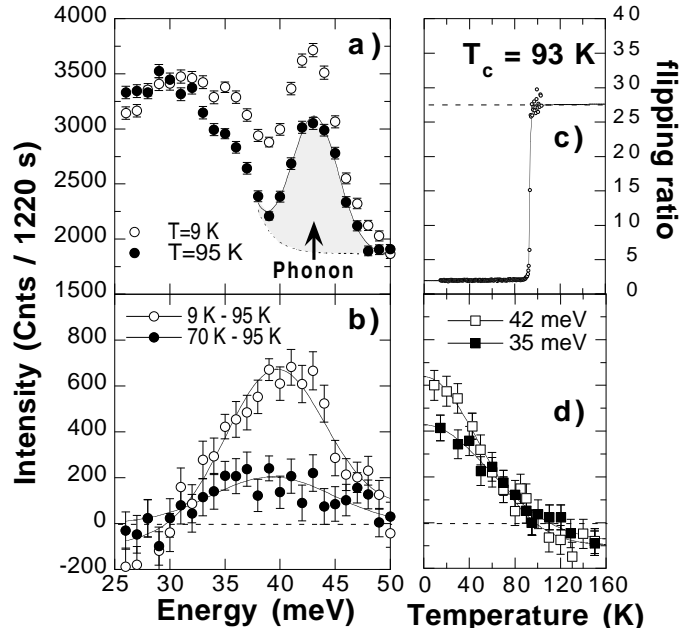 a)
4000
3500
3000
2500
2000
1500
T=9 K
T=95 K
Phonon
T_c = 93 K
c)
40
35
30
25
20
15
10
5
0
flipping ratio
Intensity (Cnts / 1220 s)
b)
9 K - 95 K
70 K - 95 K
800
600
400
200
0
-200
25 30 35 40 45 50
Energy (meV)
42 meV
35 meV
d)
0 40 80 120 160
Temperature (K)